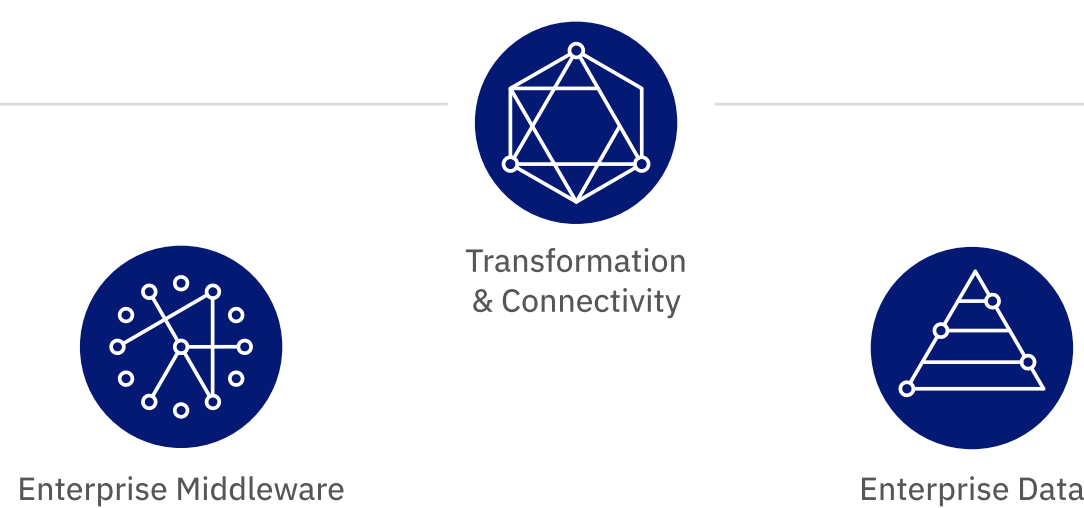 Transformation
& Connectivity
Enterprise Middleware
Enterprise Data